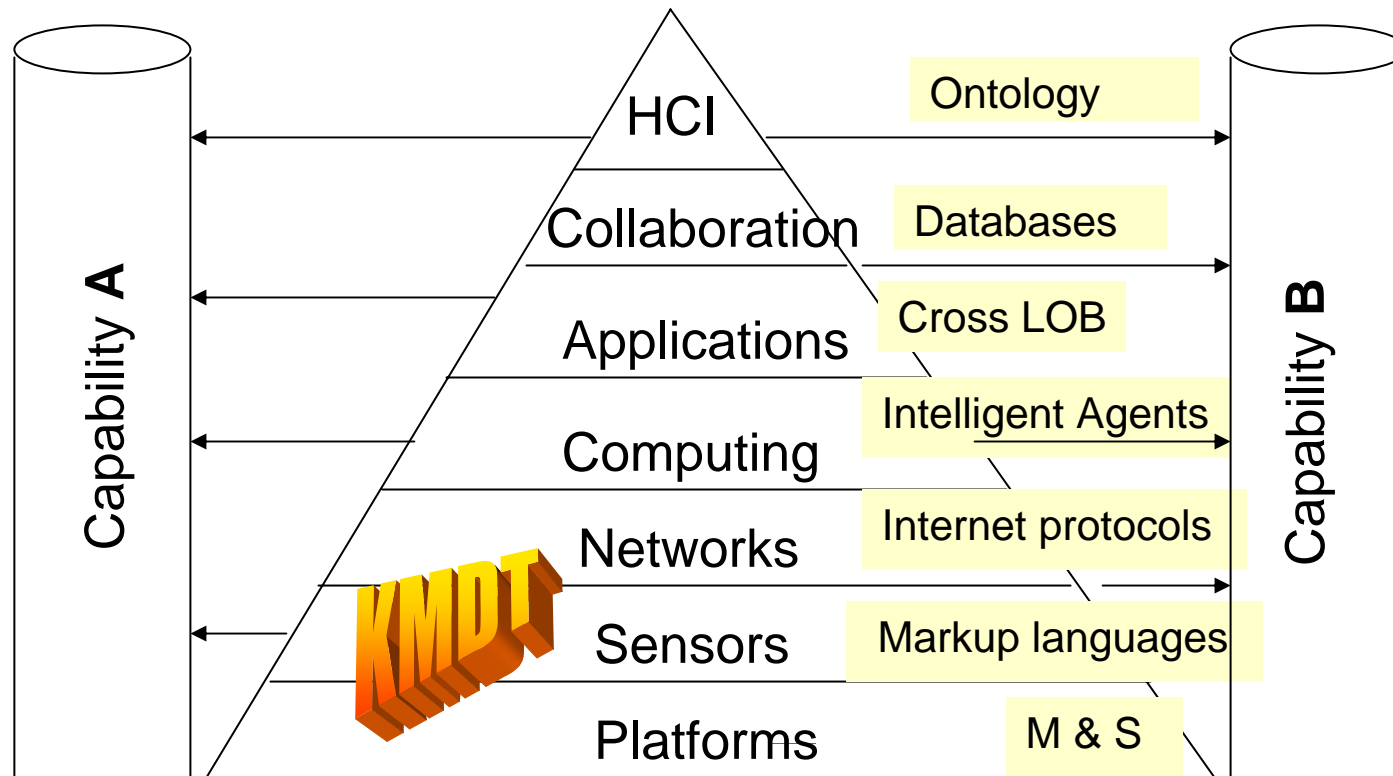 HCI
Ontology
Collaboration
Databases
Capability A
Applications
Cross LOB
Capability B
Computing
Intelligent Agents
Networks
Internet protocols
KMDT
Sensors
Markup languages
Platforms
M & S